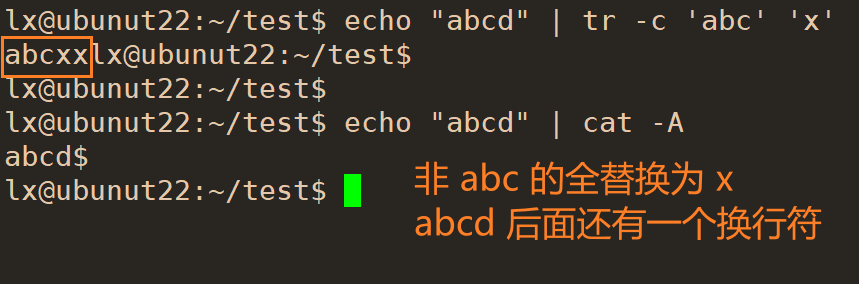 lx@ubunut22:~/test$ echo "abcd" | tr -c 'abc' 'x'
abcxxlx@ubunut22:~/test$
lx@ubunut22:~/test$
lx@ubunut22:~/test$ echo "abcd" | cat -A
abcd$
lx@ubunut22:~/test$
非 abc 的全替换为 x
abcd 后面还有一个换行符